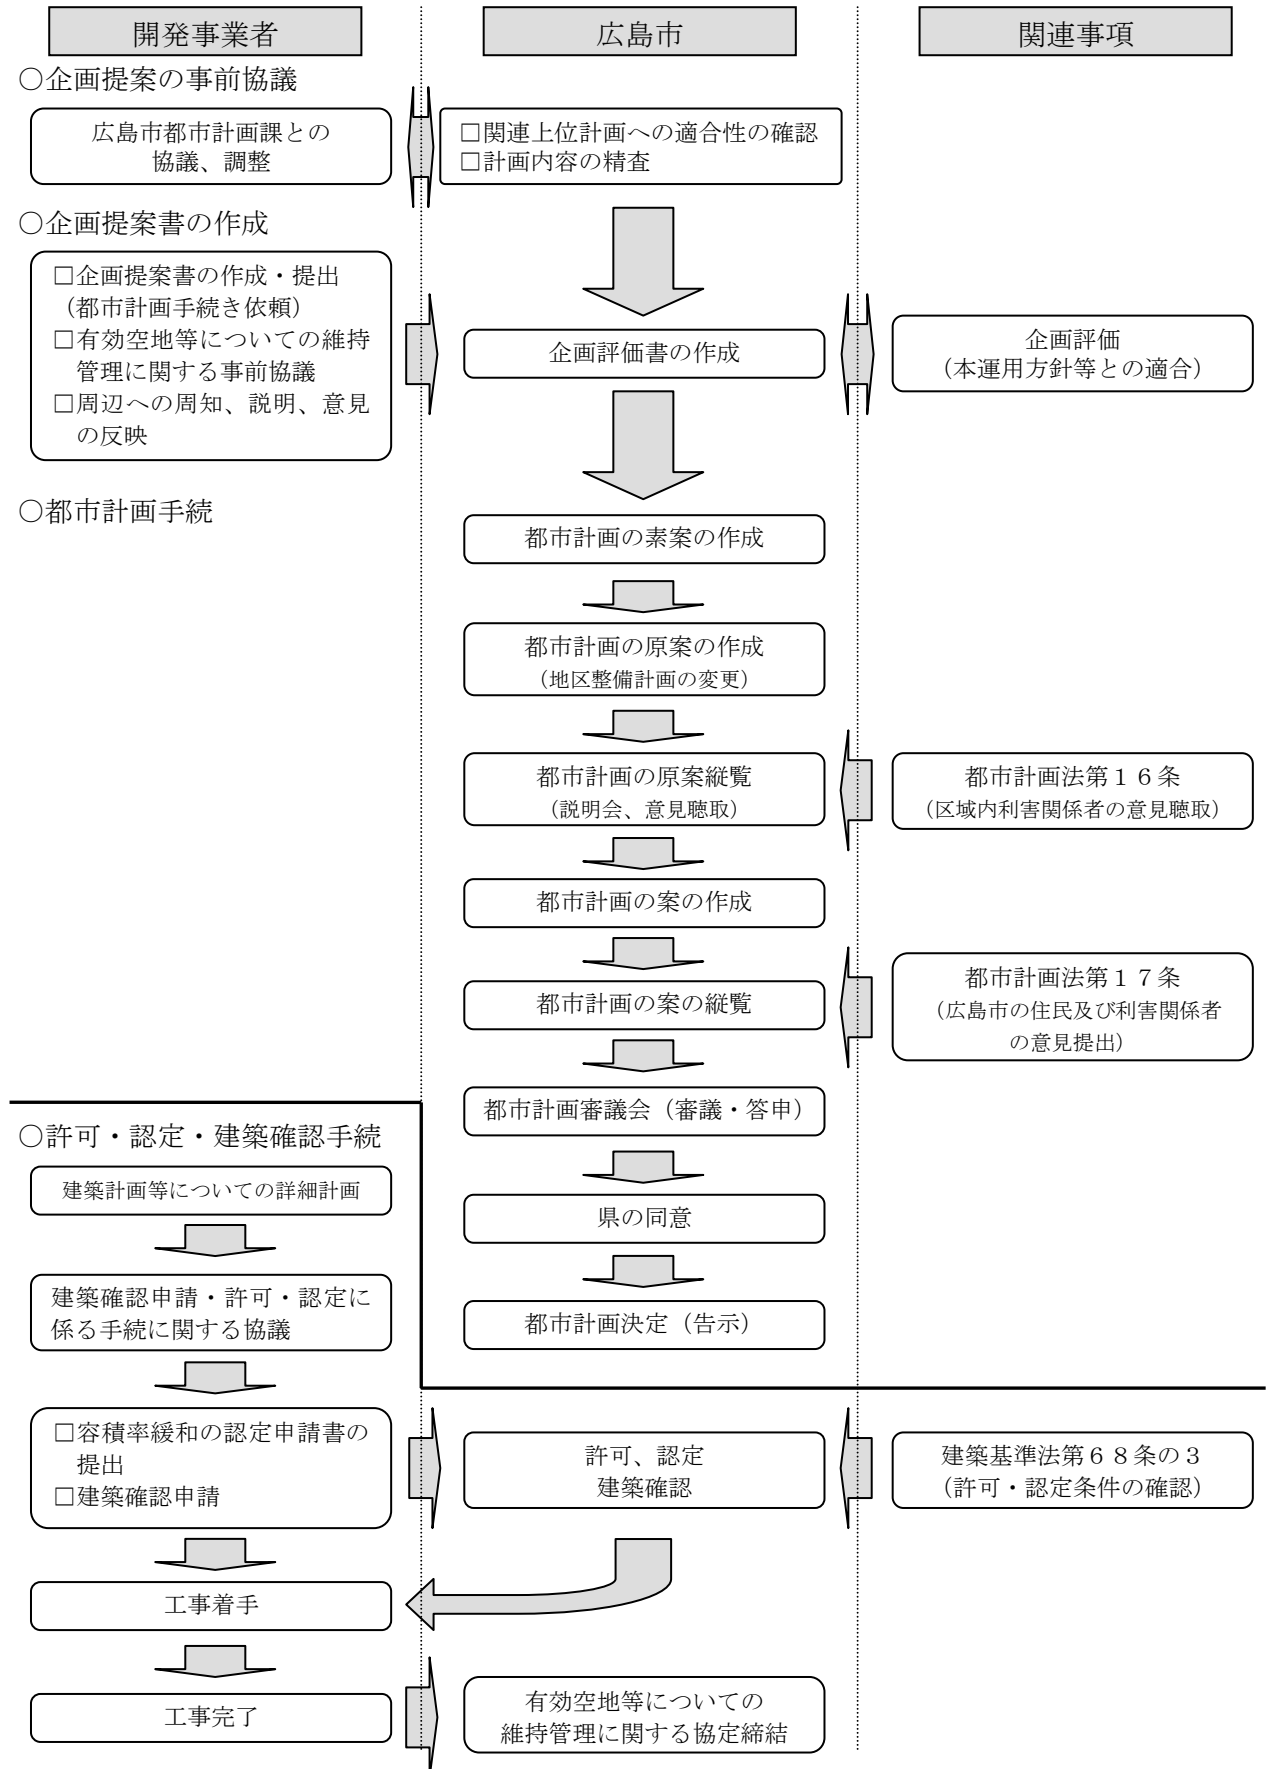 開発事業者
広島市
関連事項
○企画提案の事前協議
広島市都市計画課との
協議、調整
□関連上位計画への適合性の確認
□計画内容の精査
○企画提案書の作成
□企画提案書の作成・提出
(都市計画手続き依頼)
□有効空地等についての維持
管理に関する事前協議
□周辺への周知、説明、意見
の反映
企画評価書の作成
企画評価
(本運用方針等との適合)
○都市計画手続
都市計画の素案の作成
都市計画の原案の作成
(地区整備計画の変更)
都市計画の原案縦覧
(説明会、意見聴取)
都市計画法第16条
(区域内利害関係者の意見聴取)
都市計画の案の作成
都市計画の案の縦覧
都市計画法第17条
(広島市の住民及び利害関係者
の意見提出)
都市計画審議会(審議・答申)
県の同意
都市計画決定(告示)
○許可・認定・建築確認手続
建築計画等についての詳細計画
建築確認申請・許可・認定に
係る手続に関する協議
□容積率緩和の認定申請書の
提出
□建築確認申請
許可、認定
建築確認
建築基準法第68条の3
(許可・認定条件の確認)
工事着手
工事完了
有効空地等についての
維持管理に関する協定締結